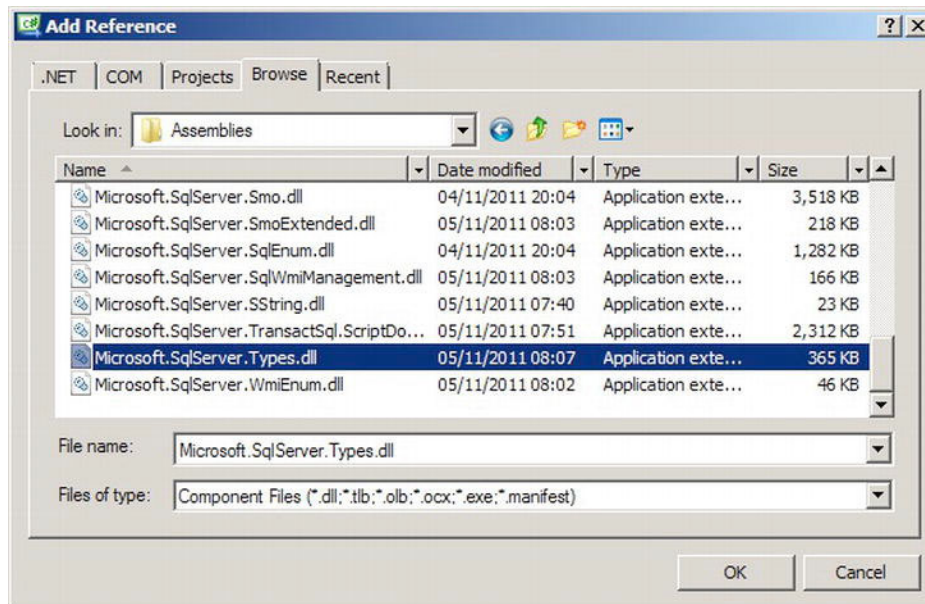 Add Reference
.NET COM Projects Browse Recent
Look in: Assemblies
Name Date modified Type Size
Microsoft.SqlServer.Smo.dll 04/11/2011 20:04 Application exte... 3,518 KB
Microsoft.SqlServer.SmoExtended.dll 05/11/2011 08:03 Application exte... 218 KB
Microsoft.SqlServer.SqlEnum.dll 04/11/2011 20:04 Application exte... 1,282 KB
Microsoft.SqlServer.SqlWmiManagement.dll 05/11/2011 08:03 Application exte... 166 KB
Microsoft.SqlServer.SString.dll 05/11/2011 07:40 Application exte... 23 KB
Microsoft.SqlServer.TransactSql.ScriptDo... 05/11/2011 07:51 Application exte... 2,312 KB
Microsoft.SqlServer.Types.dll 05/11/2011 08:07 Application exte... 365 KB
Microsoft.SqlServer.WmiEnum.dll 05/11/2011 08:02 Application exte... 46 KB
File name: Microsoft.SqlServer.Types.dll
Files of type: Component Files (*.dll;*.tlb;*.olb;*.ocx;*.exe;*.manifest)
OK Cancel